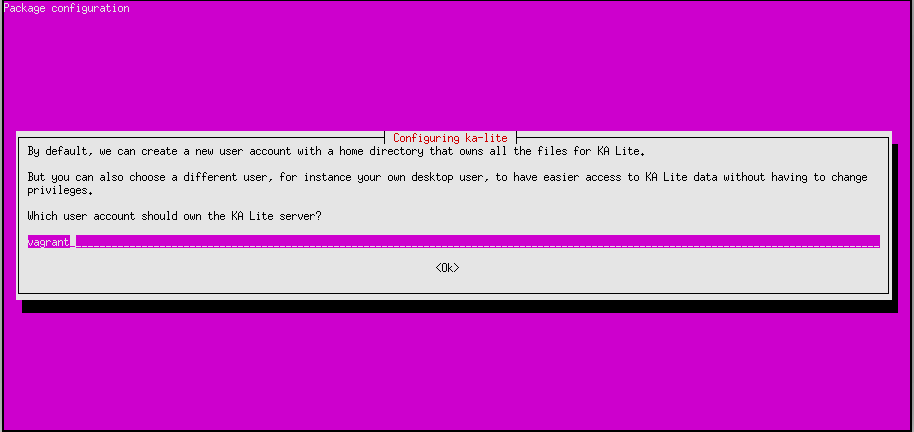 Package configuration
Configuring ka-lite
By default, we can create a new user account with a home directory that owns all the files for KA Lite.
But you can also choose a different user, for instance your own desktop user, to have easier access to KA Lite data without having to change
privileges.
Which user account should own the KA Lite server?
vagrant
<Ok>